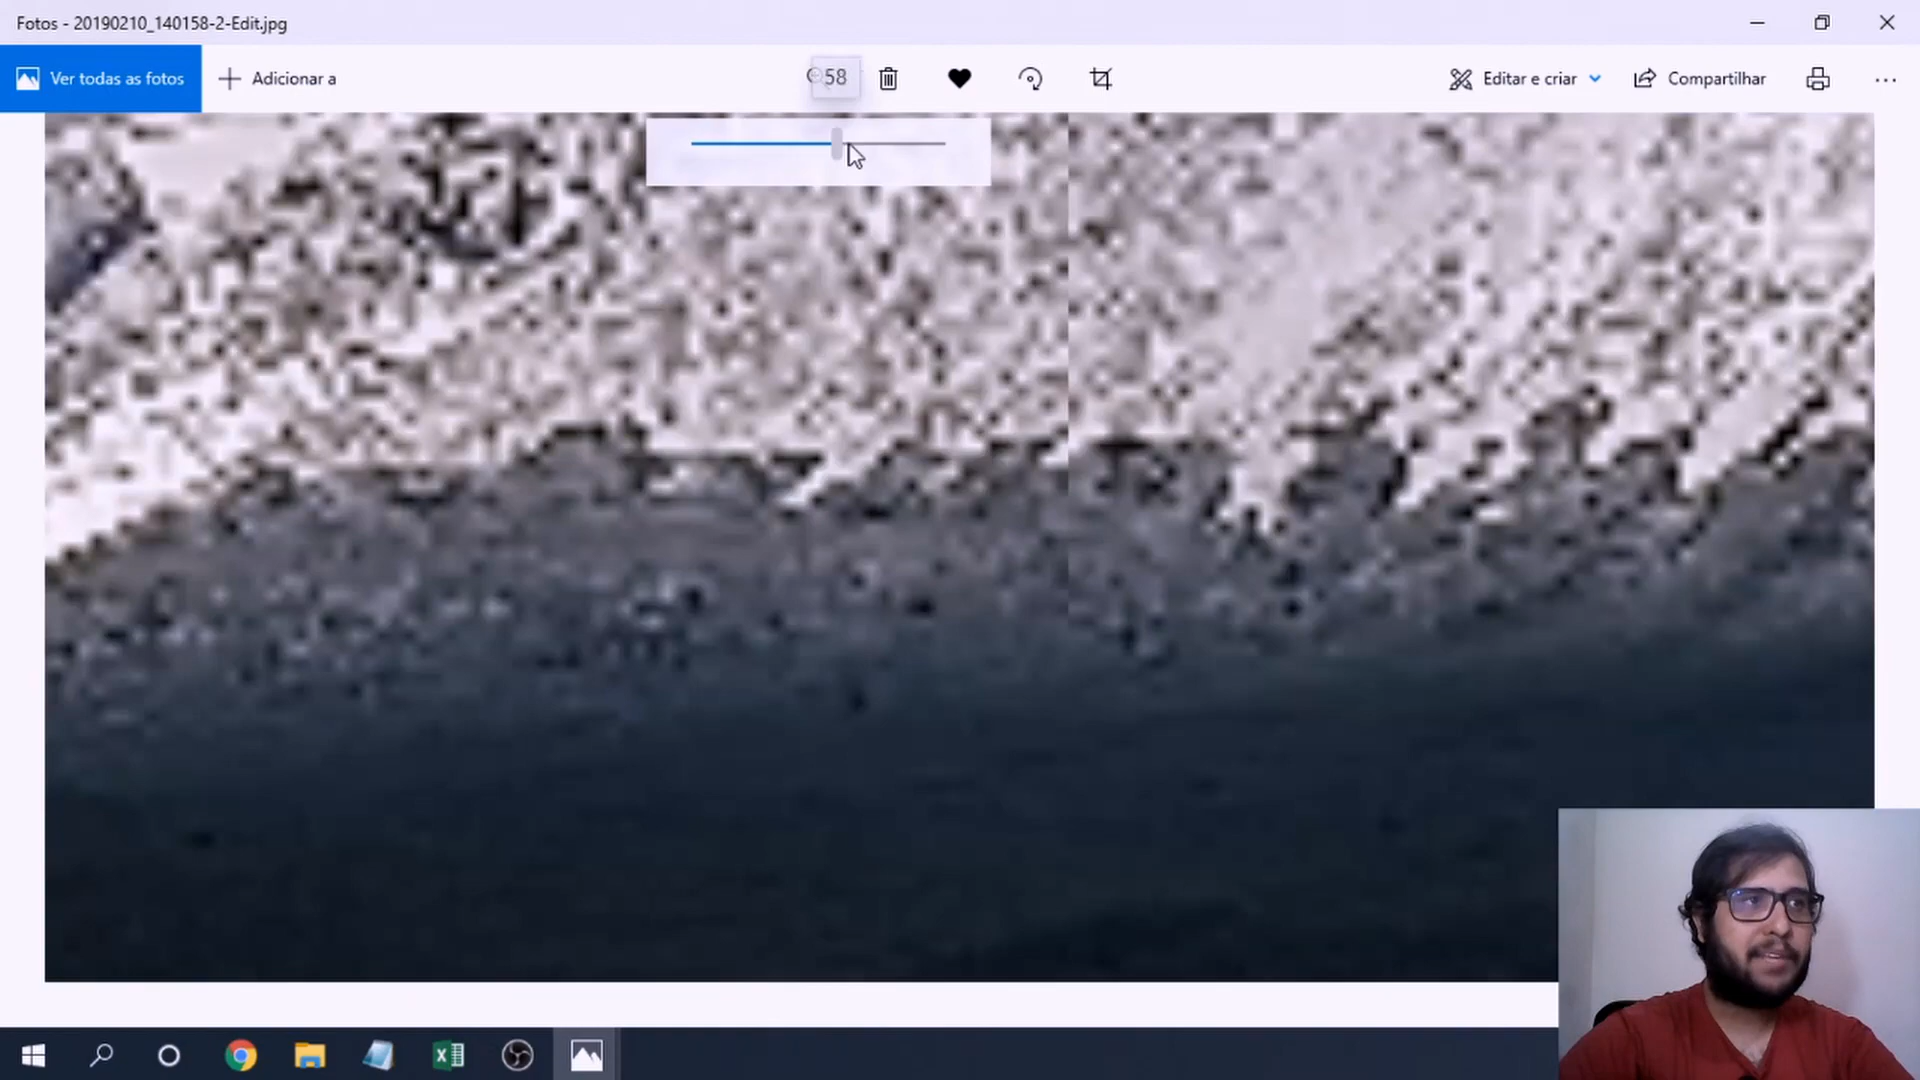 Fotos - 20190210_140158-2-Edit.jpg
Ver todas as fotos
Adicionar a
58
Editar e criar
Compartilhar